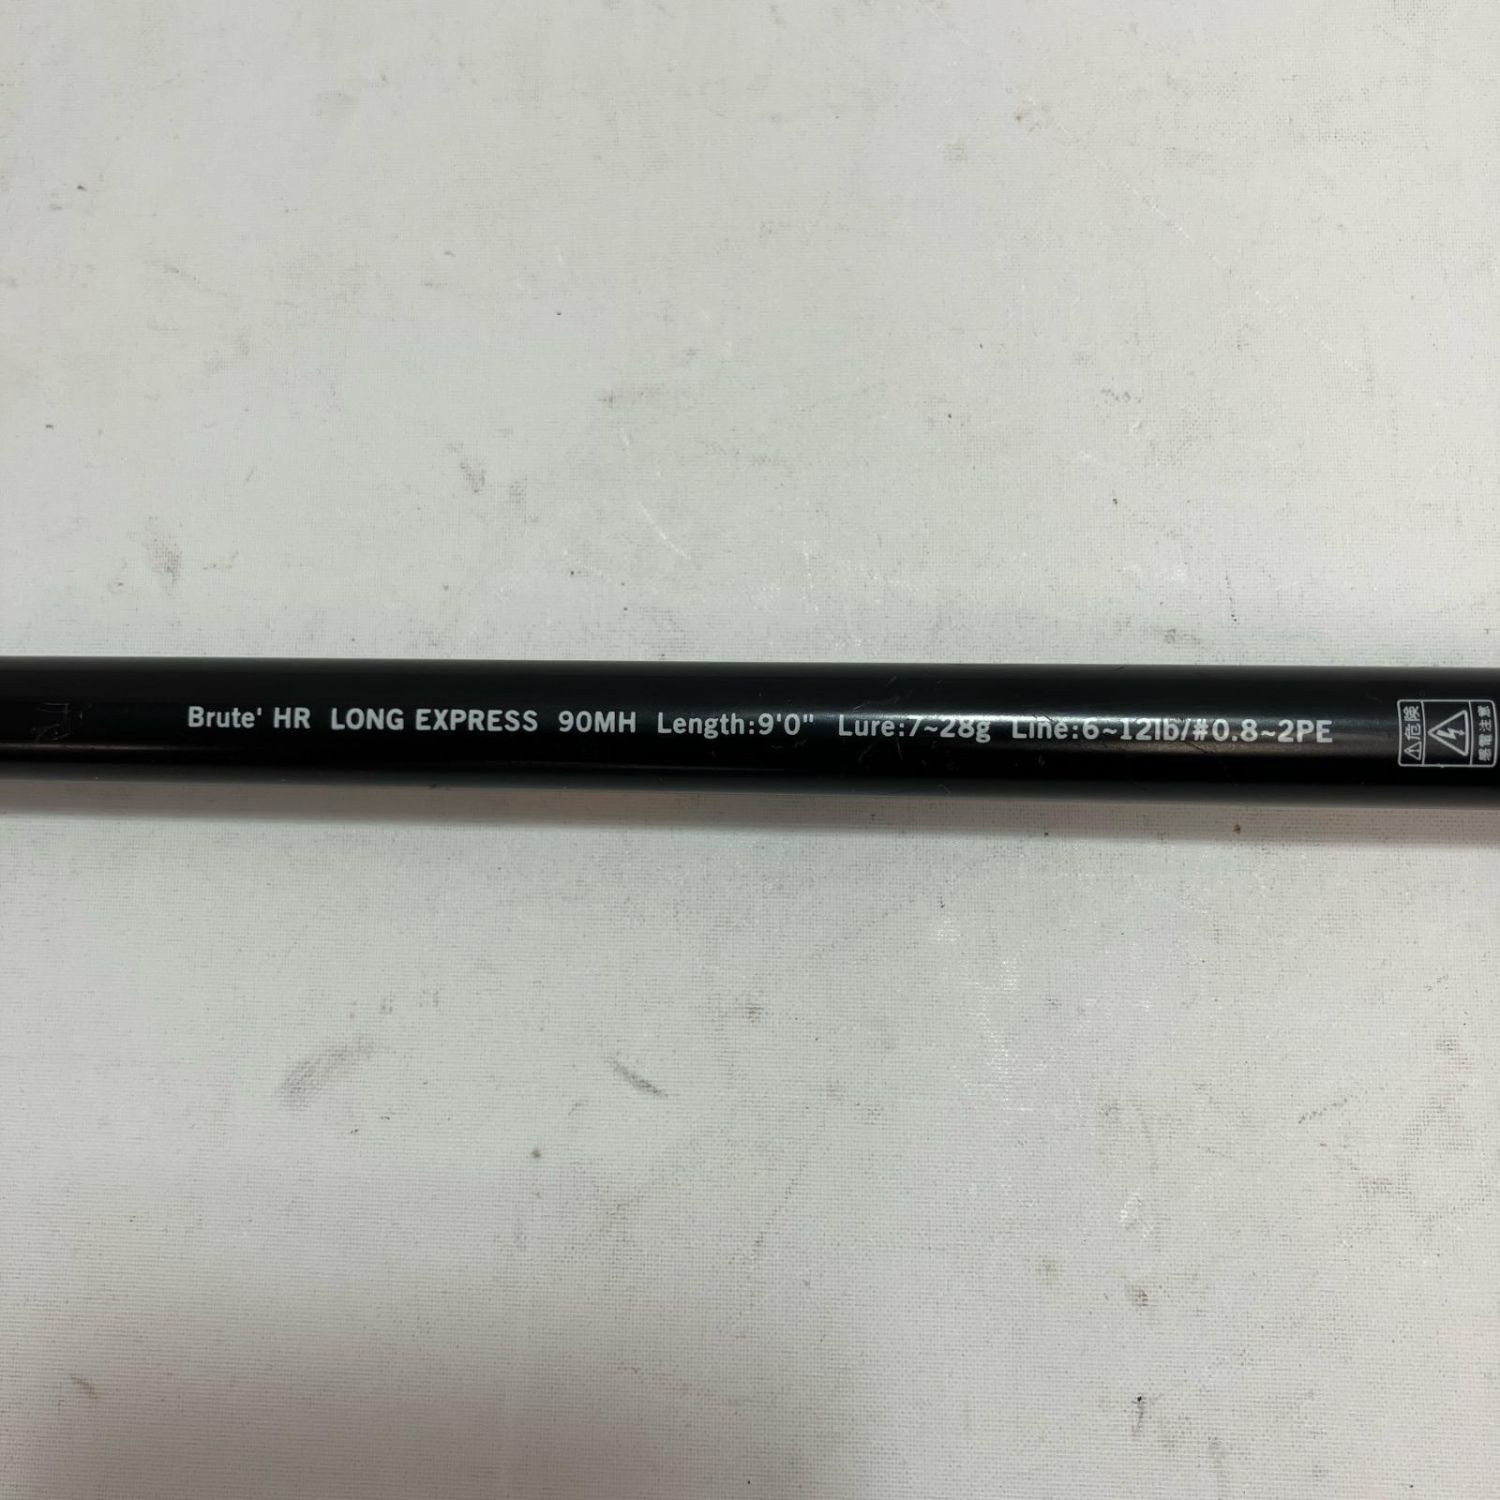 Brute' HR LONG EXPRESS 90MH Length:9'0" Lure:7~28g Line:6~12lb/#0.8~2PE
危険
感電注意